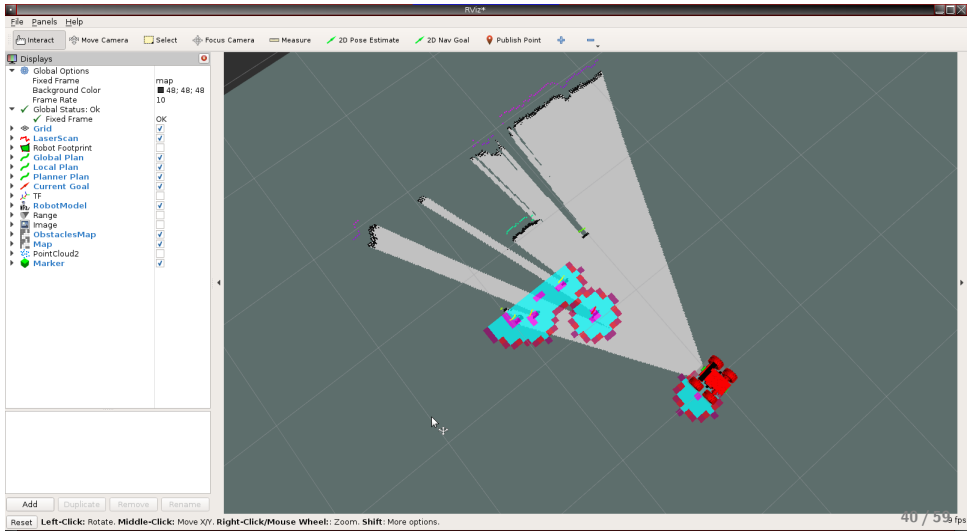 RViz*
File Panels Help
Interact Move Camera Select Focus Camera Measure 2D Pose Estimate 2D Nav Goal Publish Point
Displays
Global Options
Fixed Frame map
Background Color 48; 48; 48
Frame Rate 10
Global Status: Ok
Fixed Frame OK
Grid
LaserScan
Robot Footprint
Global Plan
Local Plan
Planner Plan
Current Goal
TF
RobotModel
Range
Image
ObstaclesMap
Map
PointCloud2
Marker
Add Duplicate Remove Rename
Reset Left-Click: Rotate. Middle-Click: Move X/Y. Right-Click/Mouse Wheel:: Zoom. Shift: More options.
40 / 59 fps